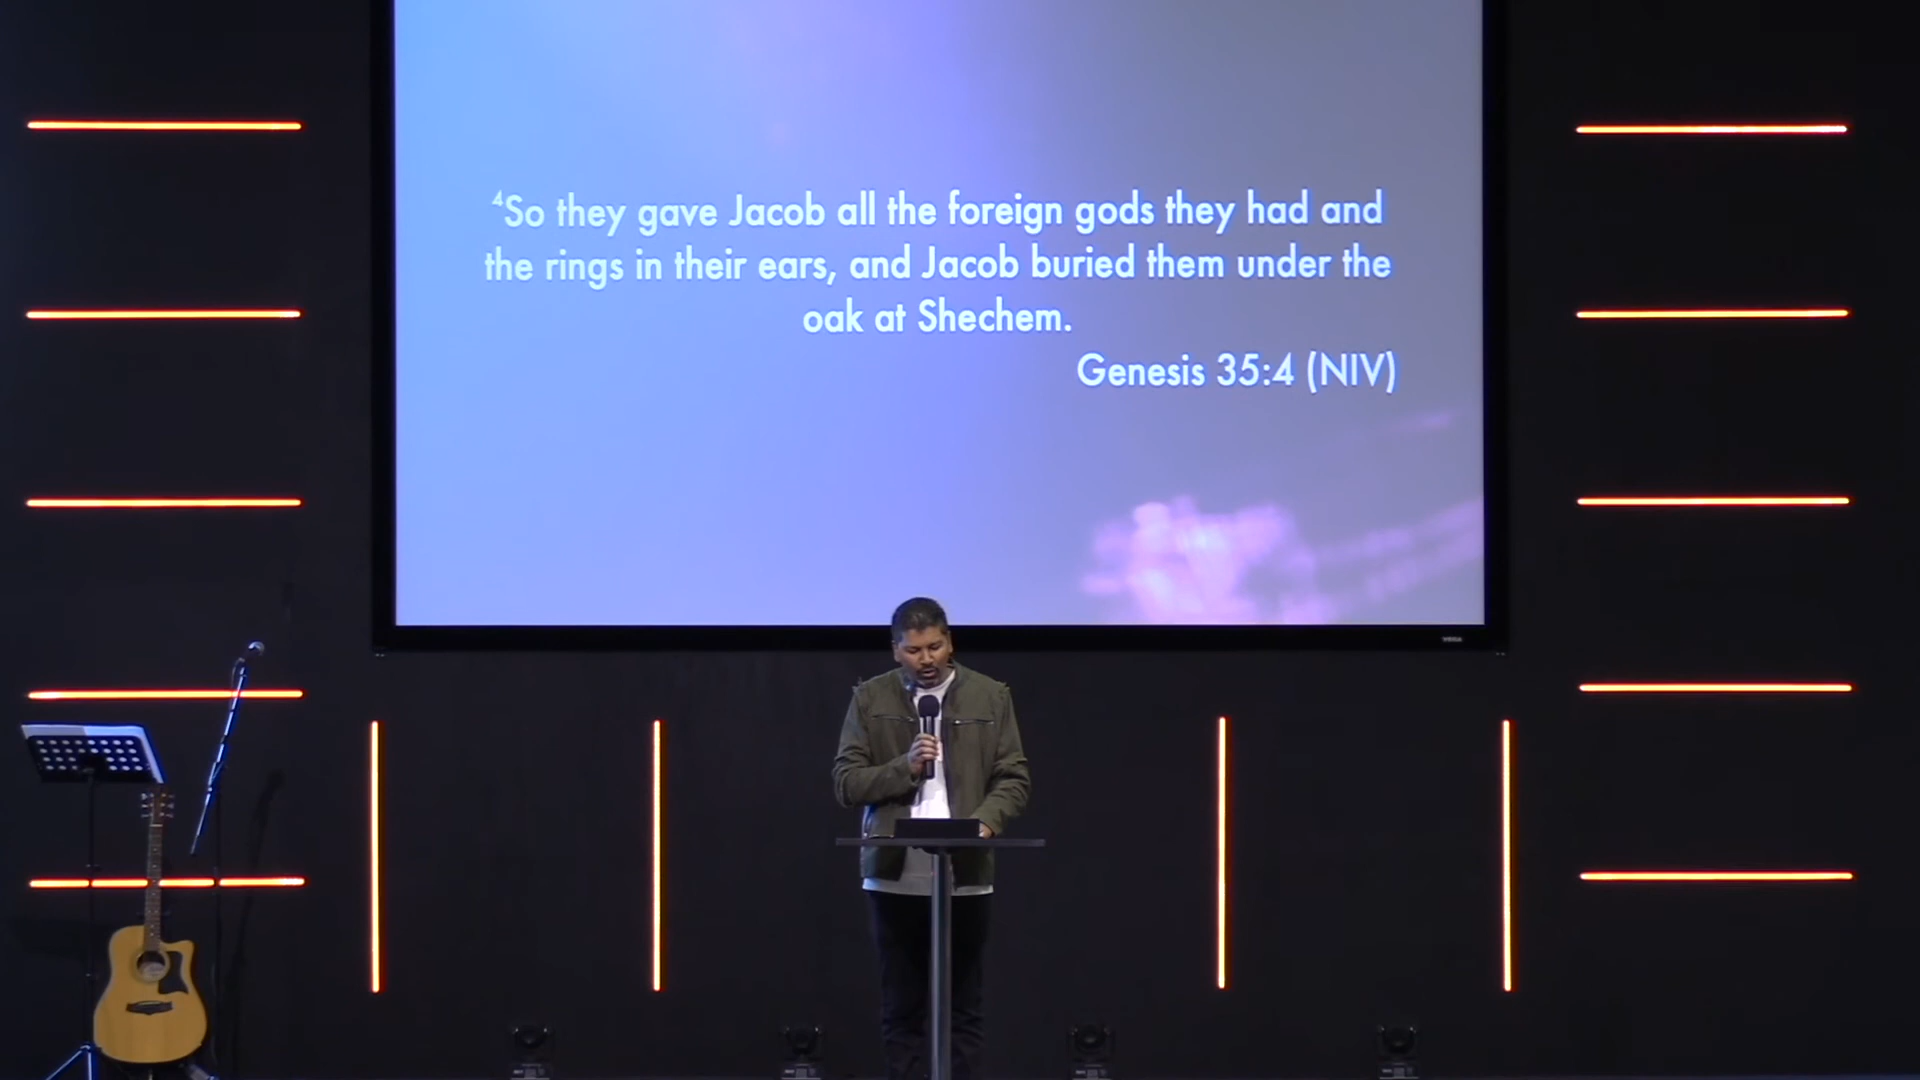 ⁴So they gave Jacob all the foreign gods they had and
the rings in their ears, and Jacob buried them under the
oak at Shechem.
Genesis 35:4 (NIV)